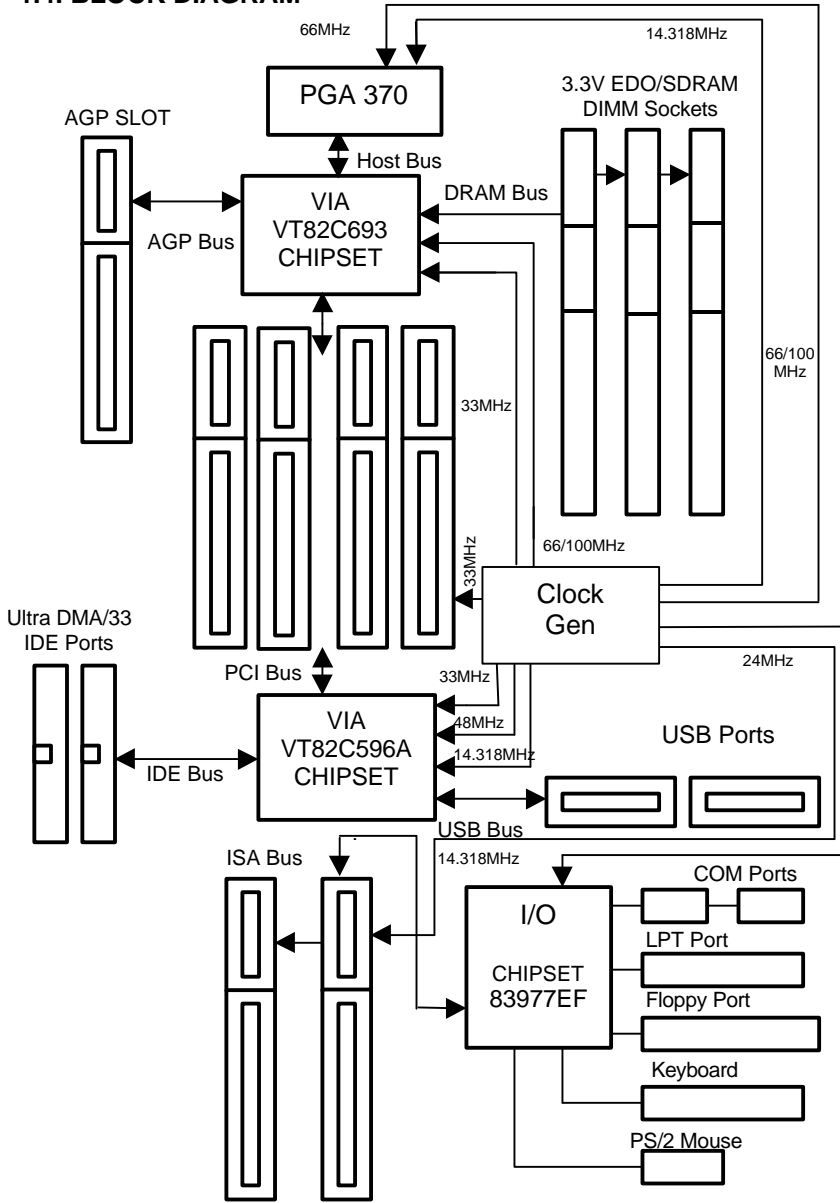 BLOCK DIAGRAM
66MHz
14.318MHz
PGA 370
3.3V EDO/SDRAM
DIMM Sockets
AGP SLOT
Host Bus
VIA
VT82C693
CHIPSET
DRAM Bus
AGP Bus
66/100
MHz
33MHz
66/100MHz
33MHz
Clock
Gen
Ultra DMA/33
IDE Ports
24MHz
PCI Bus
33MHz
VIA
VT82C596A
CHIPSET
48MHz
14.318MHz
USB Ports
IDE Bus
USB Bus
ISA Bus
14.318MHz
COM Ports
I/O
CHIPSET
83977EF
LPT Port
Floppy Port
Keyboard
PS/2 Mouse